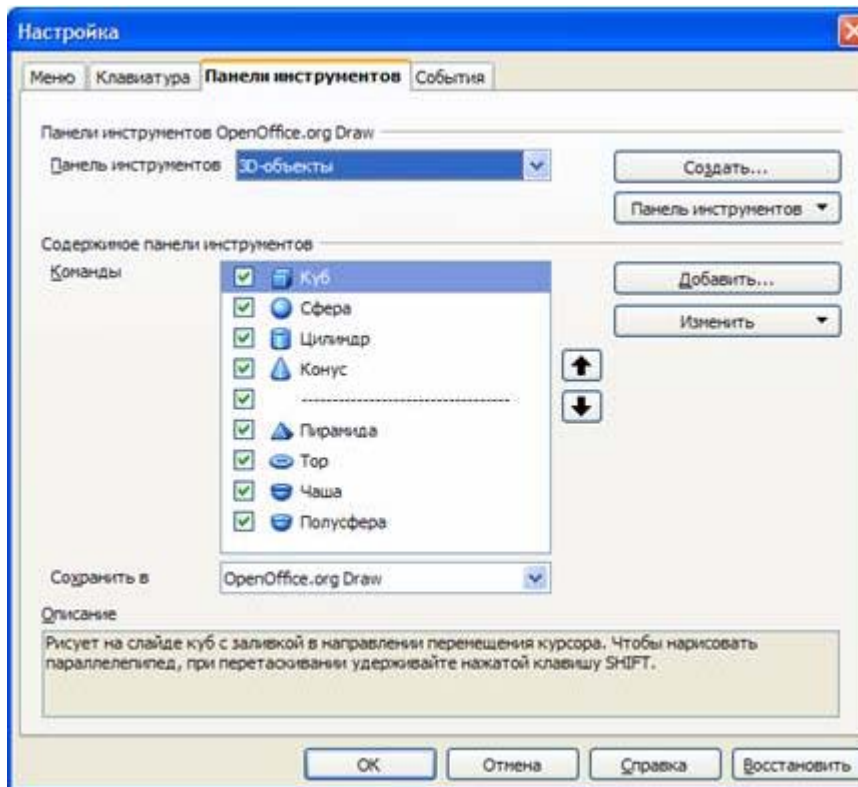 Настройка
Меню Клавиатура Панели инструментов События
Панели инструментов OpenOffice.org Draw
Панель инструментов 3D-объекты Создать...
Панель инструментов
Содержимое панели инструментов
Команды Куб Добавить...
Сфера Изменить
Цилиндр
Конус
----------------------------------
Пирамида
Тор
Чаша
Полусфера
Сохранить в OpenOffice.org Draw
Описание
Рисует на слайде куб с заливкой в направлении перемещения курсора. Чтобы нарисовать
параллелепипед, при перетаскивании удерживайте нажатой клавишу SHIFT.
OK Отмена Справка Восстановить